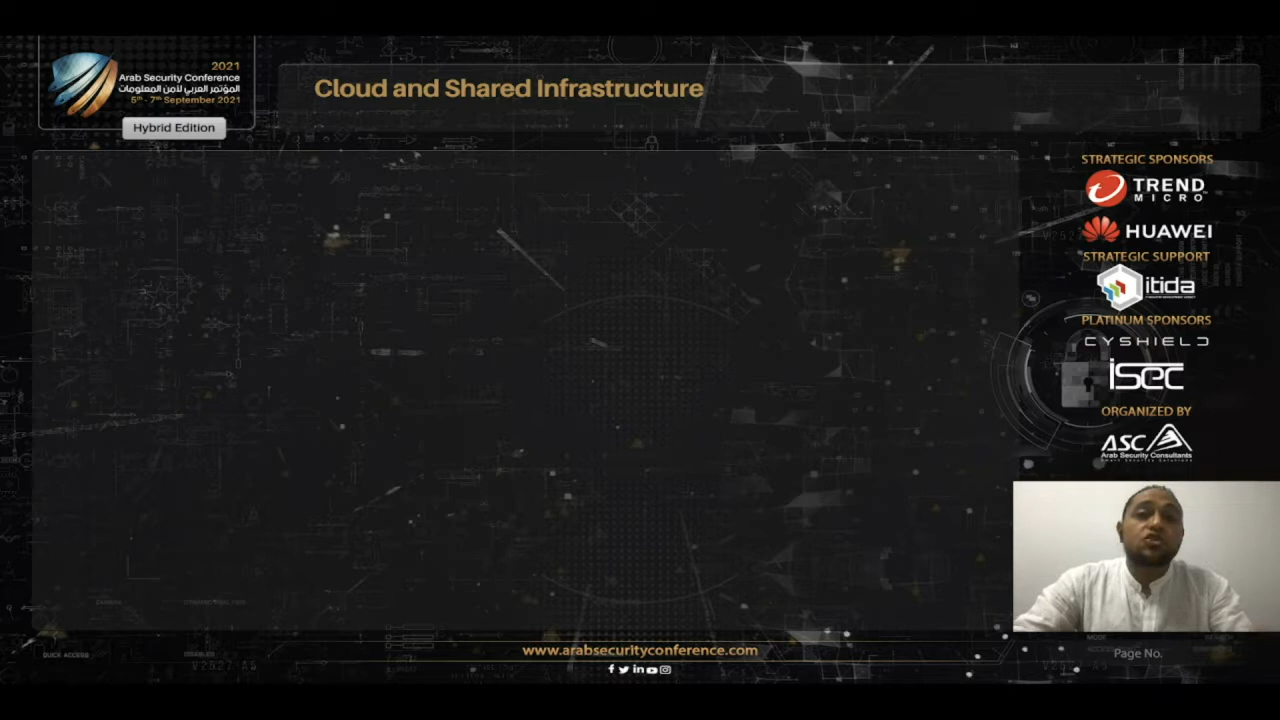 2021
Arab Security Conference
المؤتمر العربي لأمن المعلومات
5th - 7th September 2021
Hybrid Edition
Cloud and Shared Infrastructure
STRATEGIC SPONSORS
TREND
MICRO
HUAWEI
STRATEGIC SUPPORT
itida
PLATINUM SPONSORS
CYSHIELD
isec
ORGANIZED BY
ASC
Arab Security Consultants
www.arabsecurityconference.com
Page No.
QUICK ACCESS